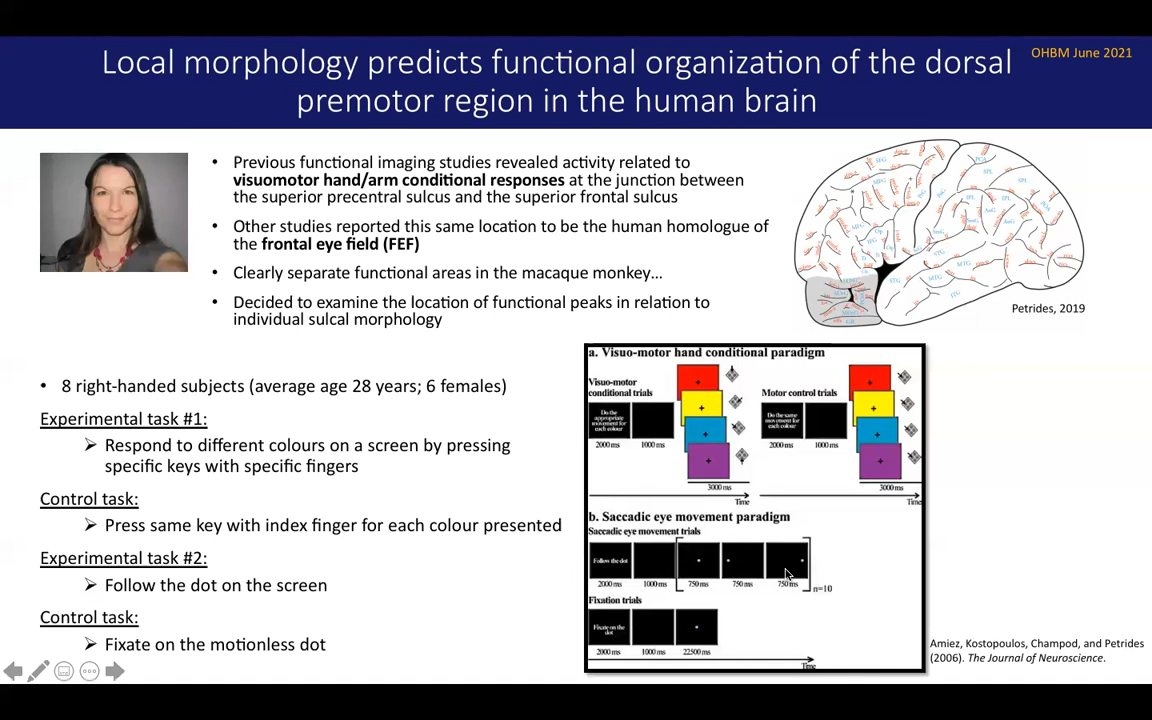 Local morphology predicts functional organization of the dorsal
premotor region in the human brain
OHBM June 2021
• Previous functional imaging studies revealed activity related to
visuomotor hand/arm conditional responses at the junction between
the superior precentral sulcus and the superior frontal sulcus
• Other studies reported this same location to be the human homologue of
the frontal eye field (FEF)
• Clearly separate functional areas in the macaque monkey...
• Decided to examine the location of functional peaks in relation to
individual sulcal morphology
Petrides, 2019
• 8 right-handed subjects (average age 28 years; 6 females)
Experimental task #1:
➢ Respond to different colours on a screen by pressing
specific keys with specific fingers
Control task:
➢ Press same key with index finger for each colour presented
Experimental task #2:
➢ Follow the dot on the screen
Control task:
➢ Fixate on the motionless dot
a. Visuo-motor hand conditional paradigm
Visuo-motor
conditional trials
Do the
appropriate
movement for
each colour
2000 ms
1000 ms
3000 ms
Time
Motor control trials
Do the same
movement for
each colour
2000 ms
1000 ms
3000 ms
Time
b. Saccadic eye movement paradigm
Saccadic eye movement trials
Follow the dot
2000 ms
1000 ms
750 ms
750 ms
750 ms
n=10
Fixation trials
Fixate on the
dot
2000 ms
1000 ms
22500 ms
Time
Amiez, Kostopoulos, Champod, and Petrides
(2006). The Journal of Neuroscience.